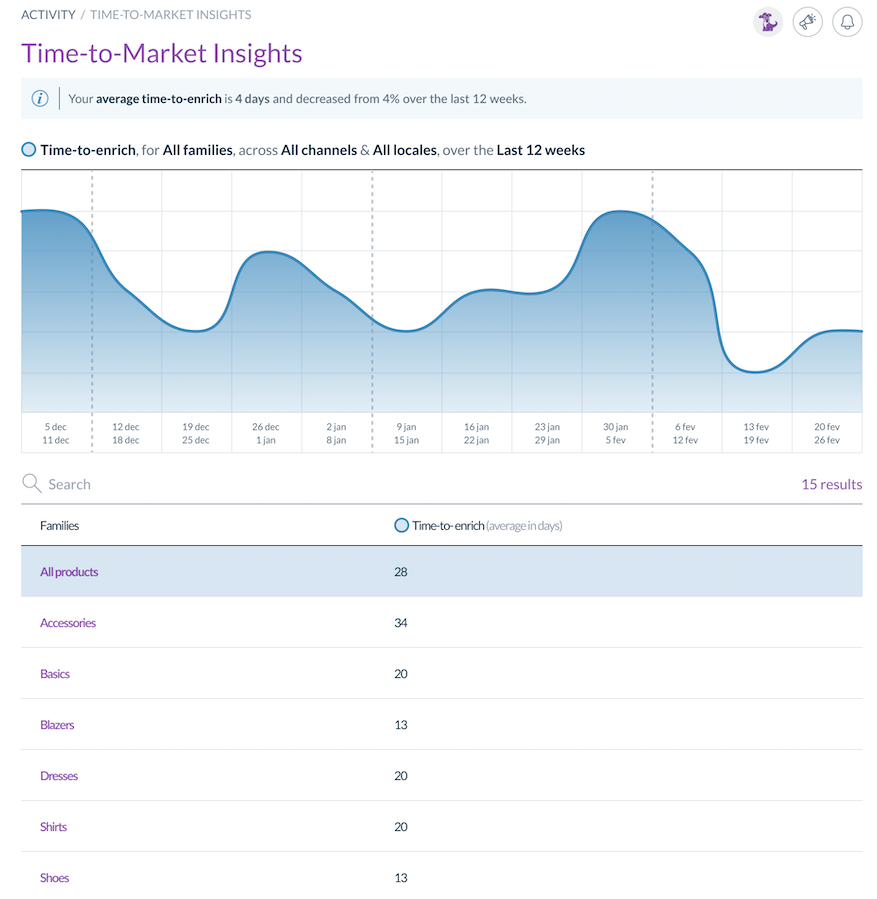 ACTIVITY / TIME-TO-MARKET INSIGHTS
Time-to-Market Insights
i Your average time-to-enrich is 4 days and decreased from 4% over the last 12 weeks.
Time-to-enrich, for All families, across All channels & All locales, over the Last 12 weeks
5 dec 12 dec 19 dec 26 dec 2 jan 9 jan 16 jan 23 jan 30 jan 6 fev 13 fev 20 fev
11 dec 18 dec 25 dec 1 jan 8 jan 15 jan 22 jan 29 jan 5 fev 12 fev 19 fev 26 fev
Search 15 results
Families Time-to- enrich (average in days)
All products 28
Accessories 34
Basics 20
Blazers 13
Dresses 20
Shirts 20
Shoes 13